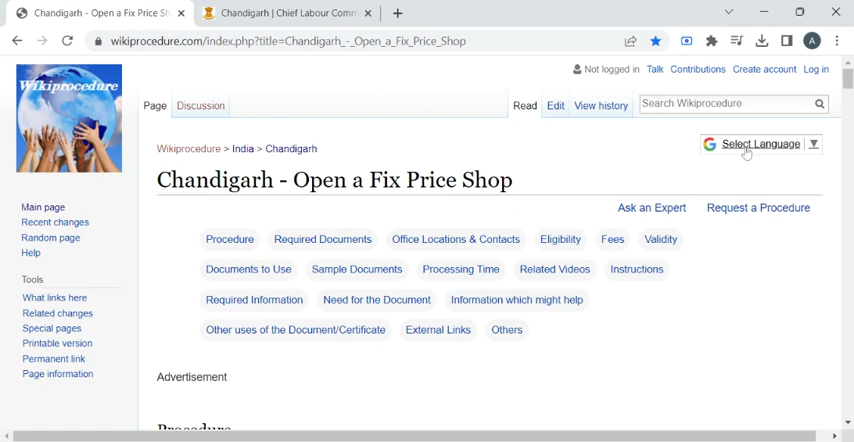 Chandigarh - Open a Fix Price Sh
Chandigarh | Chief Labour Comm
wikiprocedure.com/index.php?title=Chandigarh_-_Open_a_Fix_Price_Shop
A
Wikiprocedure
Not logged in Talk Contributions Create account Log in
Page Discussion Read Edit View history Search Wikiprocedure
Wikiprocedure > India > Chandigarh
G Select Language
Chandigarh - Open a Fix Price Shop
Ask an Expert Request a Procedure
Main page
Recent changes
Random page
Help
Tools
What links here
Related changes
Special pages
Printable version
Permanent link
Page information
Procedure Required Documents Office Locations & Contacts Eligibility Fees Validity
Documents to Use Sample Documents Processing Time Related Videos Instructions
Required Information Need for the Document Information which might help
Other uses of the Document/Certificate External Links Others
Advertisement
Procedure